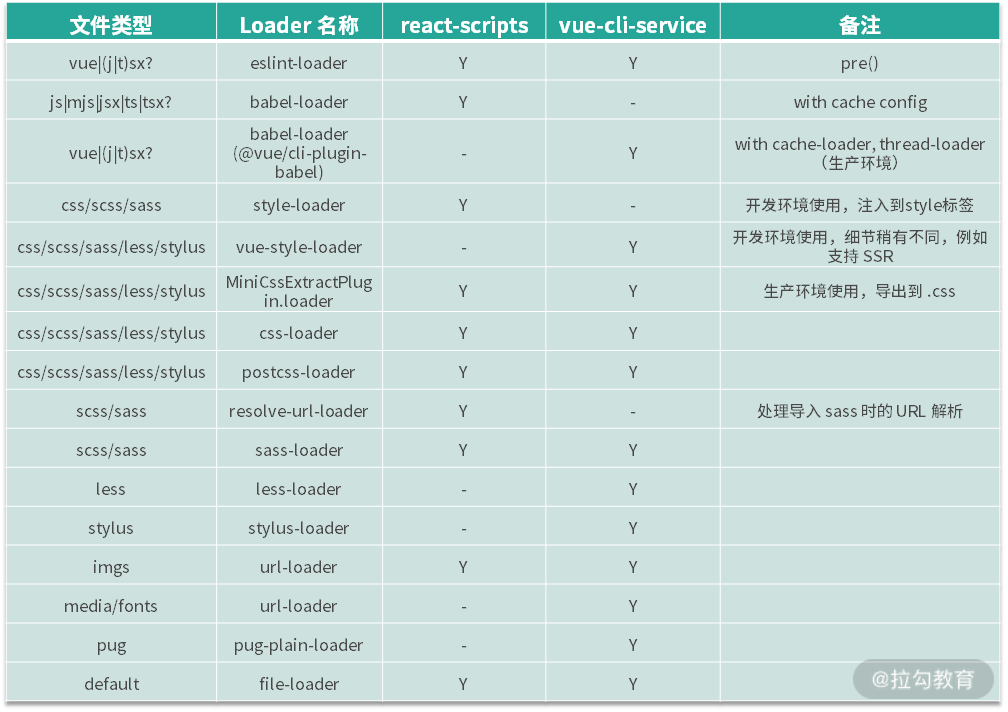 文件类型 Loader 名称 react-scripts vue-cli-service 备注
vue|(j|t)sx? eslint-loader Y Y pre()
js|mjs|jsx|ts|tsx? babel-loader Y - with cache config
vue|(j|t)sx? babel-loader (@vue/cli-plugin-babel) - Y with cache-loader, thread-loader（生产环境）
css/scss/sass style-loader Y - 开发环境使用，注入到style标签
css/scss/sass/less/stylus vue-style-loader - Y 开发环境使用，细节稍有不同，例如支持 SSR
css/scss/sass/less/stylus MiniCssExtractPlugin.loader Y Y 生产环境使用，导出到 .css
css/scss/sass/less/stylus css-loader Y Y
css/scss/sass/less/stylus postcss-loader Y Y
scss/sass resolve-url-loader Y - 处理导入 sass 时的 URL 解析
scss/sass sass-loader Y Y
less less-loader - Y
stylus stylus-loader - Y
imgs url-loader Y Y
media/fonts url-loader - Y
pug pug-plain-loader - Y
default file-loader Y Y
@拉勾教育